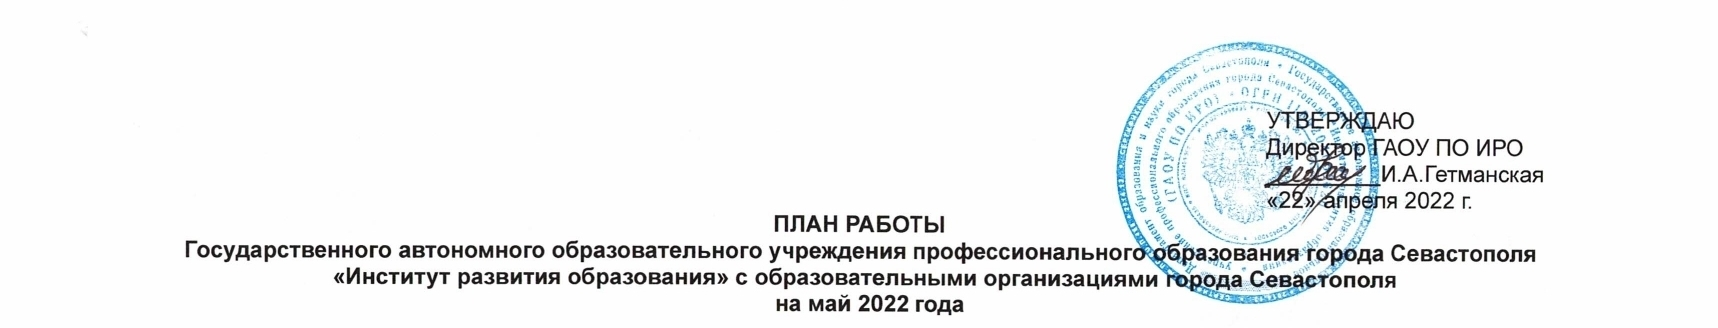 УТВЕРЖДАЮ
Директор ГАОУ ПО ИРО
И.А.Гетманская
«22» апреля 2022 г.
ПЛАН РАБОТЫ
Государственного автономного образовательного учреждения профессионального образования города Севастополя
«Институт развития образования» с образовательными организациями города Севастополя
на май 2022 года